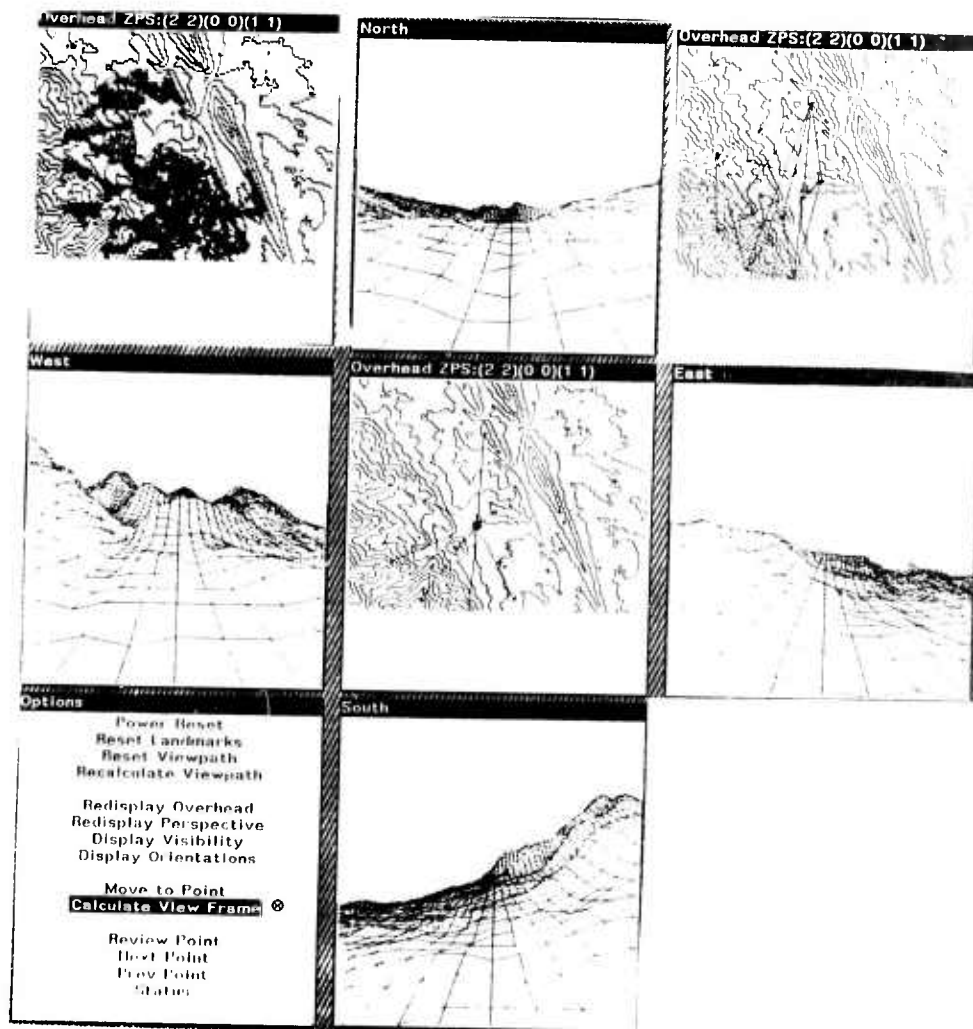 Overhead ZPS:(2 2)(0 0)(1 1)
North
Overhead ZPS:(2 2)(0 0)(1 1)
West
Overhead ZPS:(2 2)(0 0)(1 1)
East
Options
Power Reset
Reset Landmarks
Reset Viewpath
Recalculate Viewpath
Redisplay Overhead
Redisplay Perspective
Display Visibility
Display Orientations
Move to Point
Calculate View Frame
Review Point
Next Point
Prev Point
Status
South